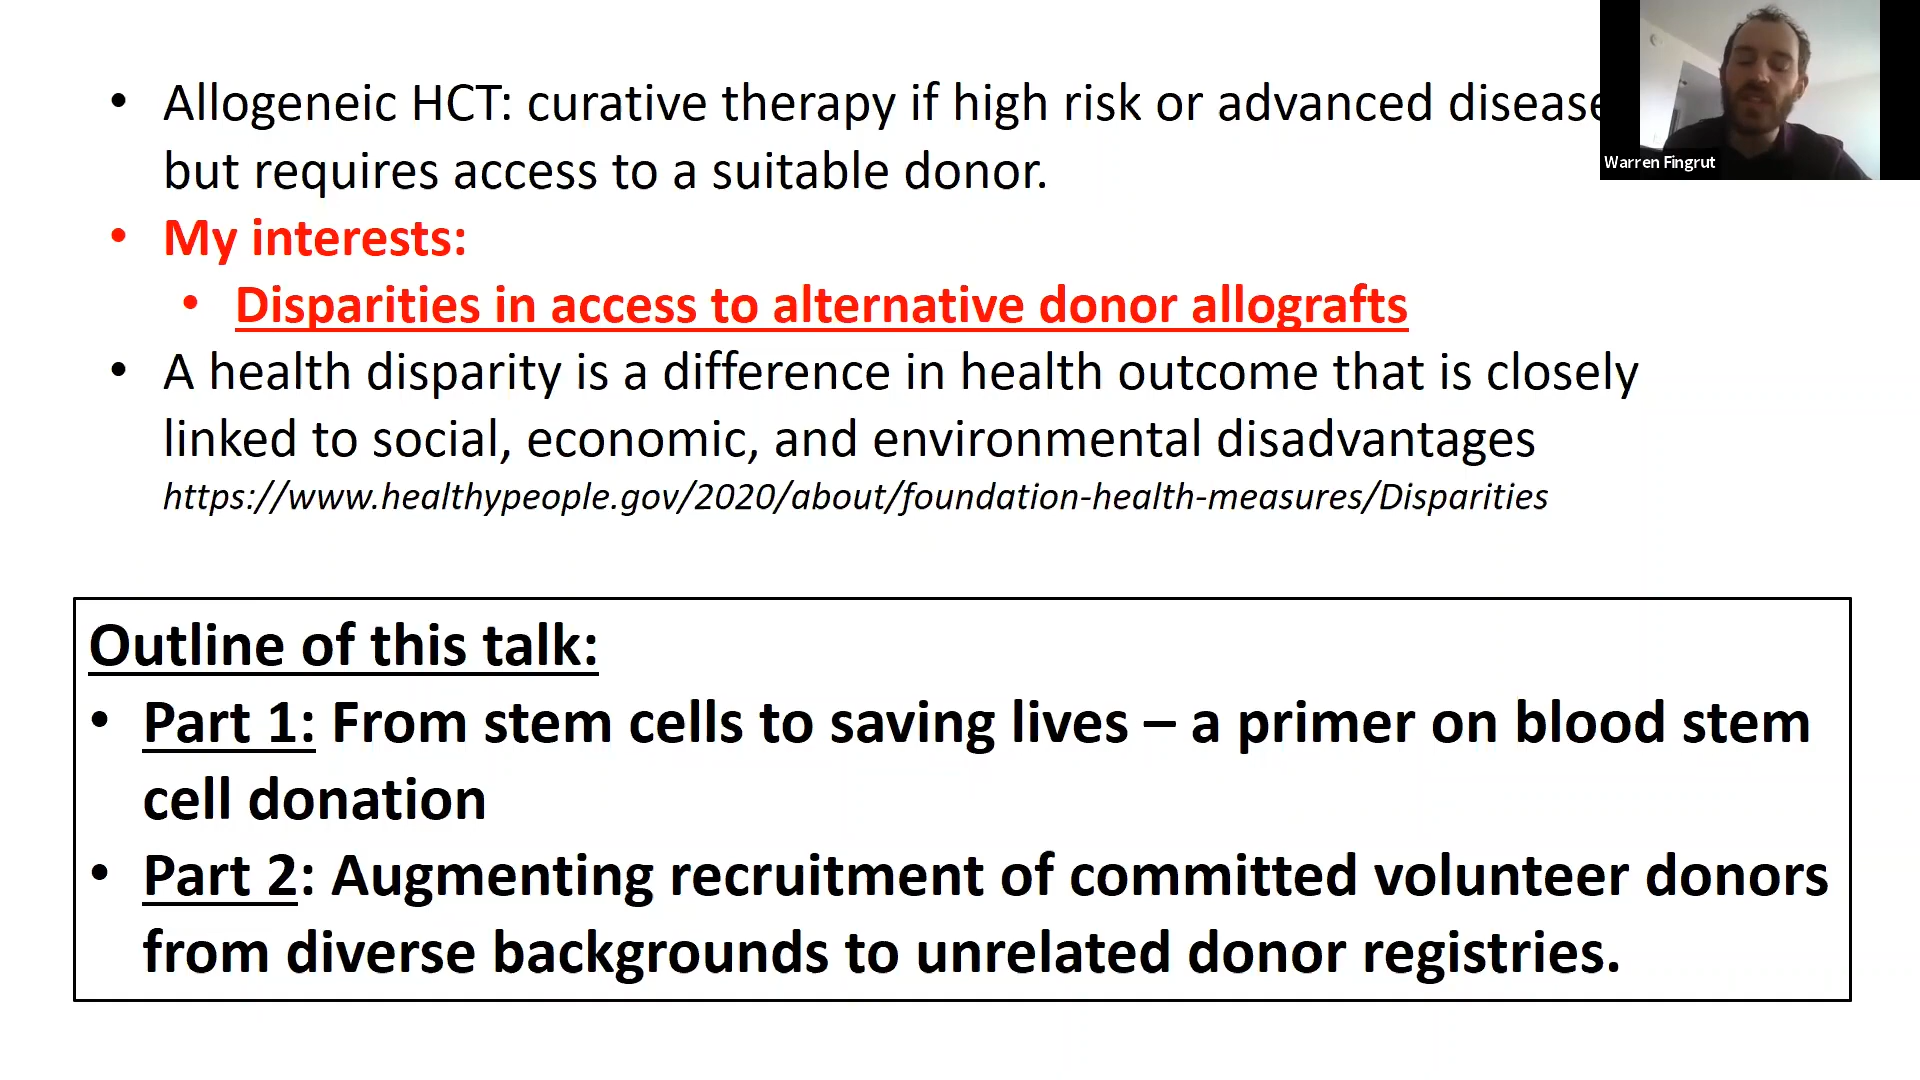 • Allogeneic HCT: curative therapy if high risk or advanced disease
but requires access to a suitable donor.
• My interests:
• Disparities in access to alternative donor allografts
• A health disparity is a difference in health outcome that is closely
linked to social, economic, and environmental disadvantages
https://www.healthypeople.gov/2020/about/foundation-health-measures/Disparities
Warren Fingrut
Outline of this talk:
• Part 1: From stem cells to saving lives – a primer on blood stem
cell donation
• Part 2: Augmenting recruitment of committed volunteer donors
from diverse backgrounds to unrelated donor registries.